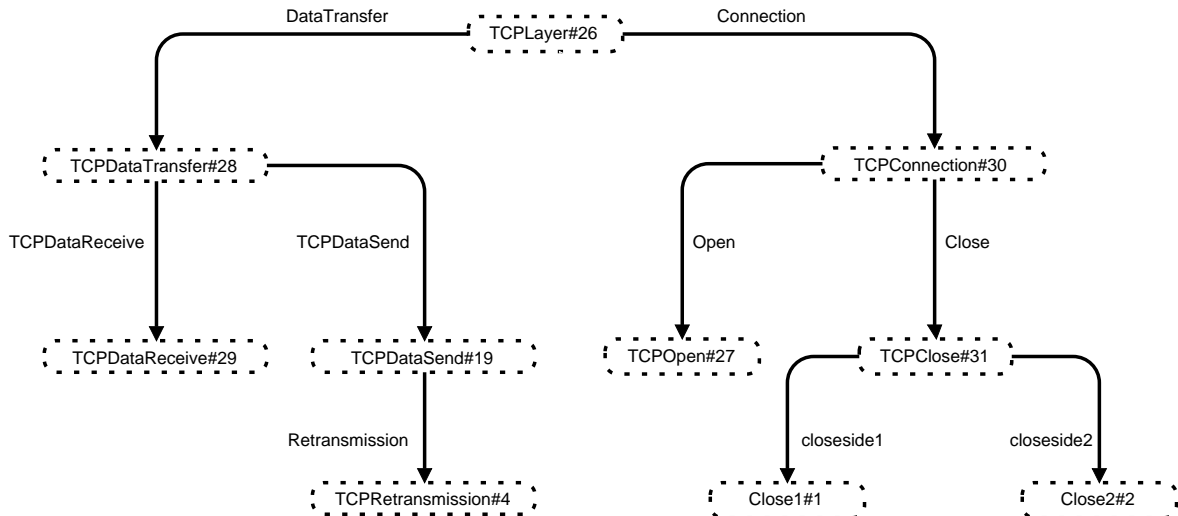 DataTransfer
Connection
TCPLayer#26
TCPDataTransfer#28
TCPConnection#30
TCPDataReceive
TCPDataSend
Open
Close
TCPDataReceive#29
TCPDataSend#19
TCPOpen#27
TCPClose#31
Retransmission
closeside1
closeside2
TCPRetransmission#4
Close1#1
Close2#2